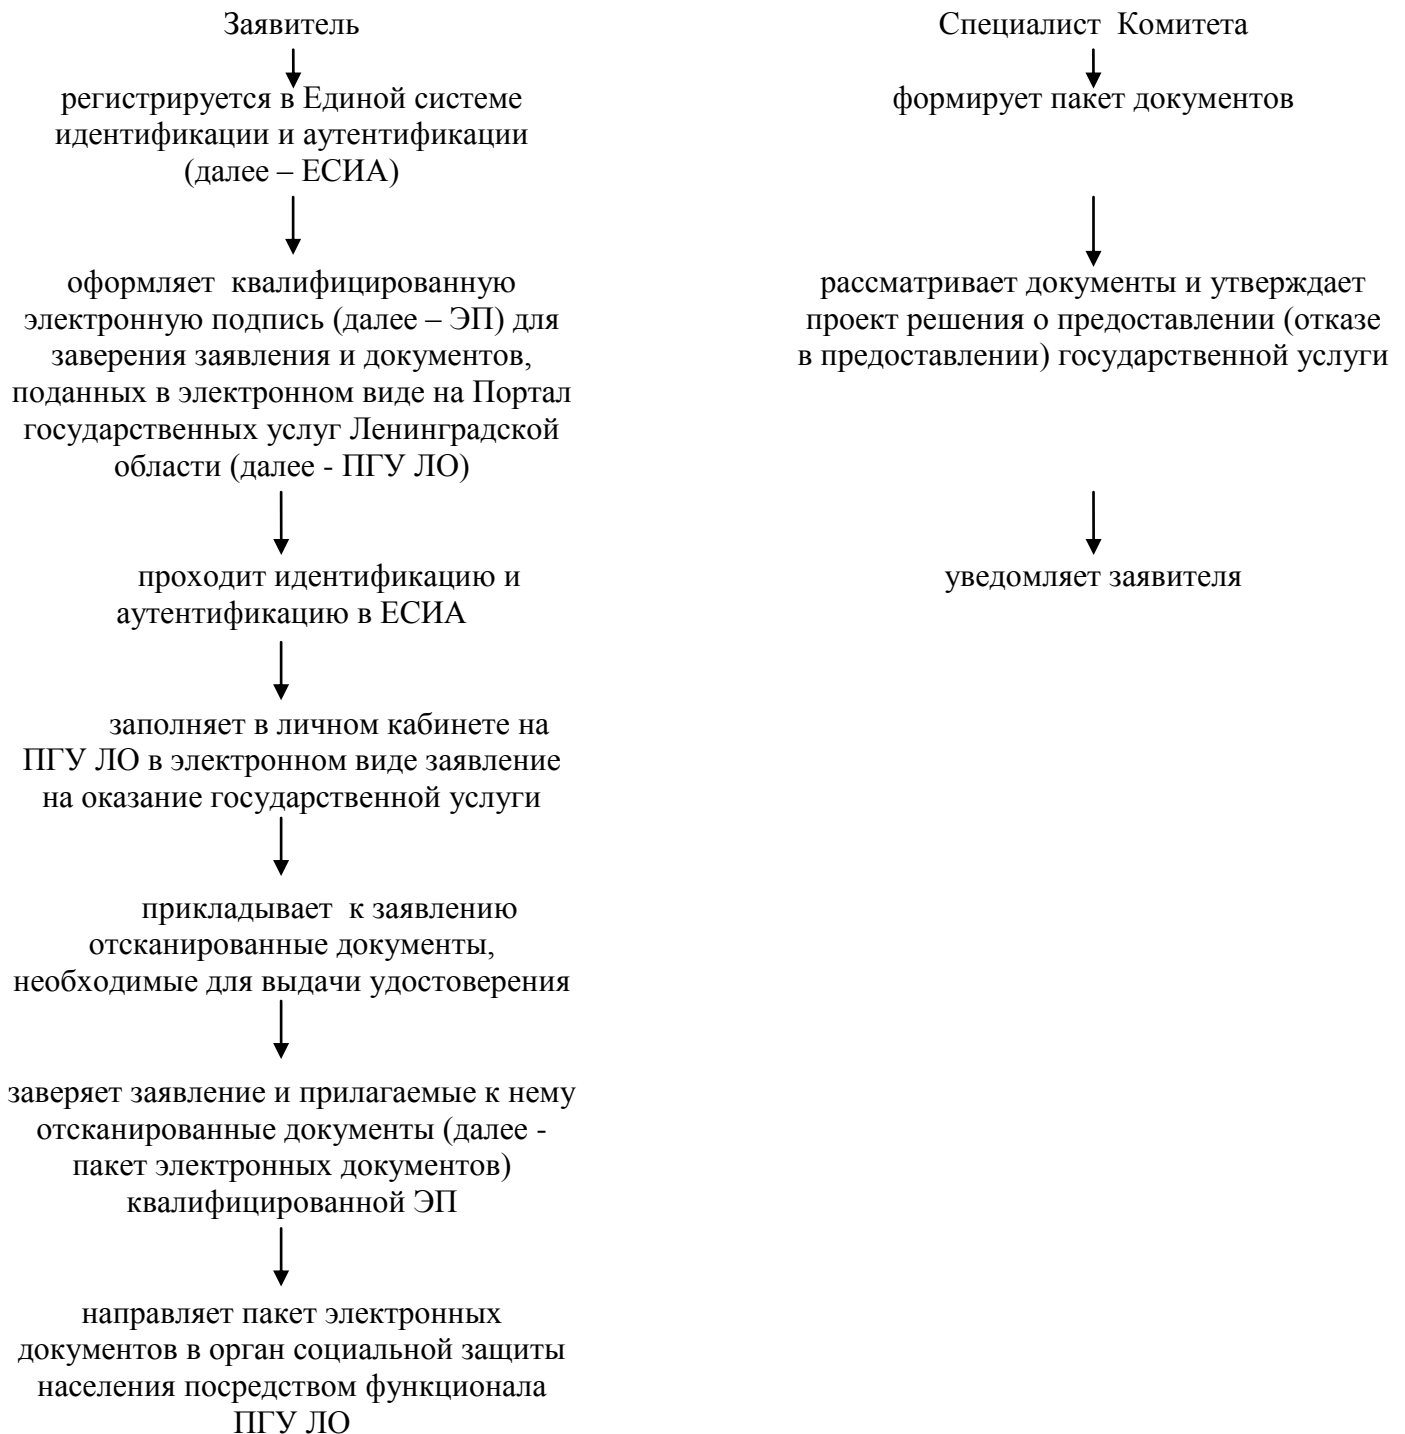 Заявитель
регистрируется в Единой системе
идентификации и аутентификации
(далее – ЕСИА)
оформляет квалифицированную
электронную подпись (далее – ЭП) для
заверения заявления и документов,
поданных в электронном виде на Портал
государственных услуг Ленинградской
области (далее - ПГУ ЛО)
проходит идентификацию и
аутентификацию в ЕСИА
заполняет в личном кабинете на
ПГУ ЛО в электронном виде заявление
на оказание государственной услуги
прикладывает к заявлению
отсканированные документы,
необходимые для выдачи удостоверения
заверяет заявление и прилагаемые к нему
отсканированные документы (далее -
пакет электронных документов)
квалифицированной ЭП
направляет пакет электронных
документов в орган социальной защиты
населения посредством функционала
ПГУ ЛО
Специалист Комитета
формирует пакет документов
рассматривает документы и утверждает
проект решения о предоставлении (отказе
в предоставлении) государственной услуги
уведомляет заявителя